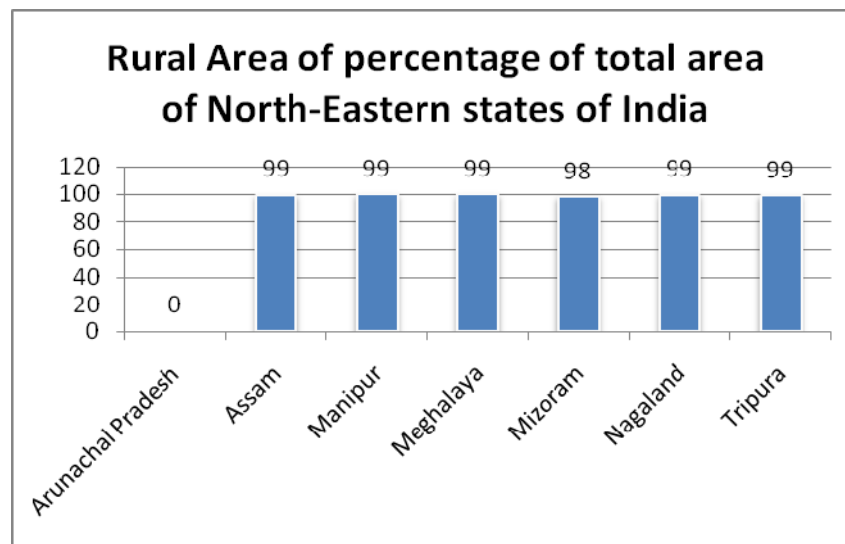 Rural Area of percentage of total area
of North-Eastern states of India
120
100
80
60
40
20
0
0
99
99
99
98
99
99
Arunachal Pradesh
Assam
Manipur
Meghalaya
Mizoram
Nagaland
Tripura